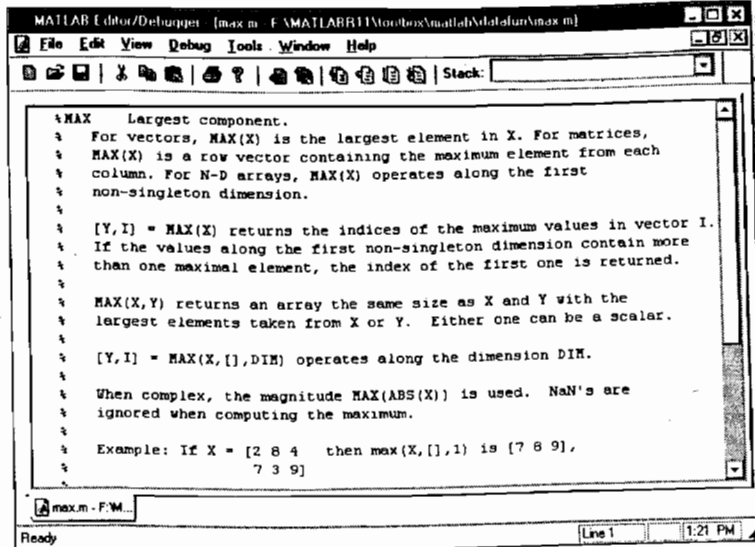 MATLAB Editor/Debugger - [max.m - F:\MATLABR11\toolbox\matlab\datafun\max.m]
File Edit View Debug Tools Window Help
Stack:
%MAX Largest component.
% For vectors, MAX(X) is the largest element in X. For matrices,
% MAX(X) is a row vector containing the maximum element from each
% column. For N-D arrays, MAX(X) operates along the first
% non-singleton dimension.
%
% [Y,I] = MAX(X) returns the indices of the maximum values in vector I.
% If the values along the first non-singleton dimension contain more
% than one maximal element, the index of the first one is returned.
%
% MAX(X,Y) returns an array the same size as X and Y with the
% largest elements taken from X or Y. Either one can be a scalar.
%
% [Y,I] = MAX(X,[],DIM) operates along the dimension DIM.
%
% When complex, the magnitude MAX(ABS(X)) is used. NaN's are
% ignored when computing the maximum.
%
% Example: If X = [2 8 4 then max(X,[],1) is [7 8 9],
% 7 3 9]
%
max.m - F:\M...
Ready Line 1 1:21 PM